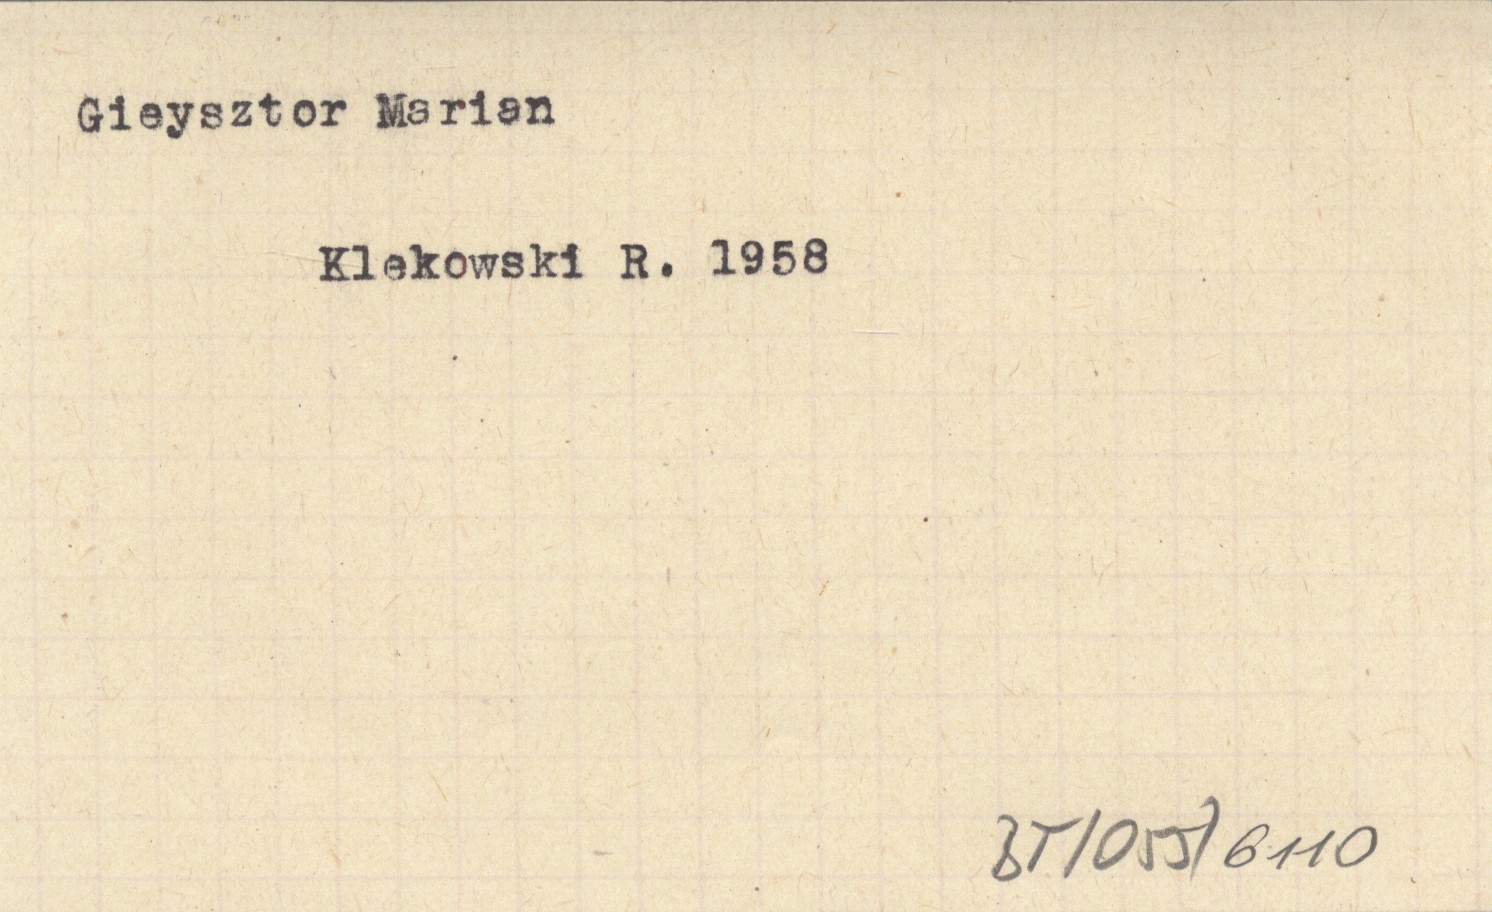 Gieysztor Marian
Klekowski R. 1958
BT/055/6110